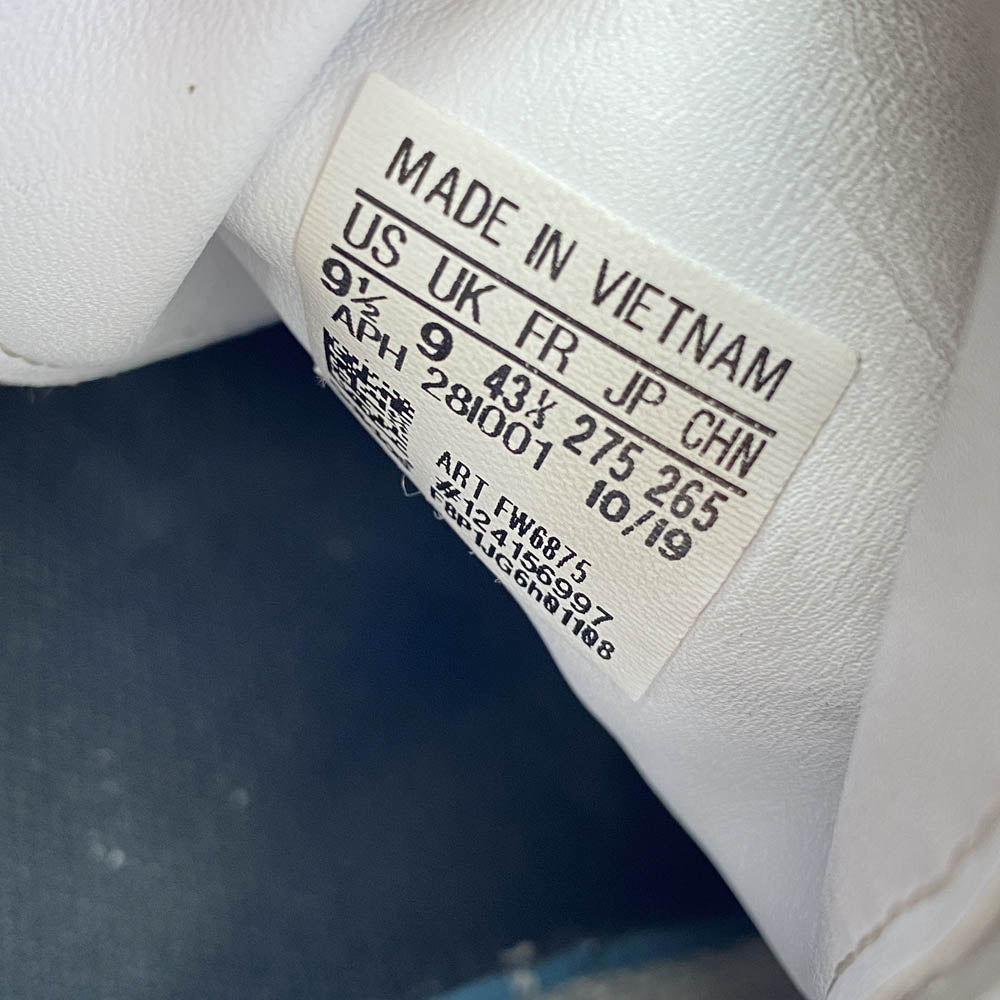 MADE IN VIETNAM
US UK FR JP CHN
9½ 9 43⅓ 275 265
APH 281001 10/19
ART FW6875
#124156997
F8P1JG6h01108